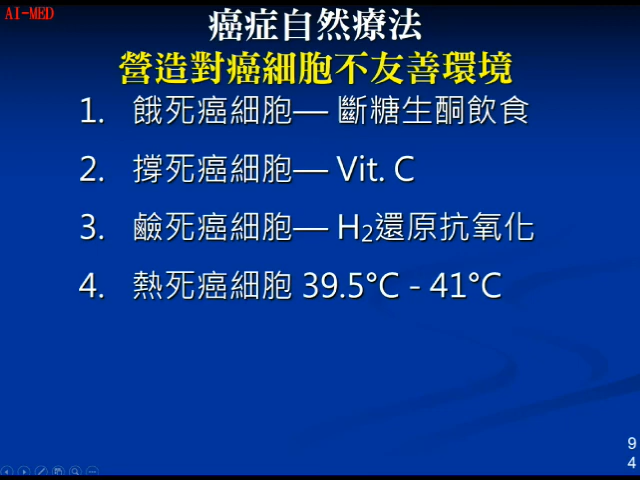 AI-MED
癌症自然療法
營造對癌細胞不友善環境
1. 餓死癌細胞— 斷糖生酮飲食
2. 撐死癌細胞— Vit. C
3. 鹼死癌細胞— H₂還原抗氧化
4. 熱死癌細胞 39.5°C - 41°C
9
4